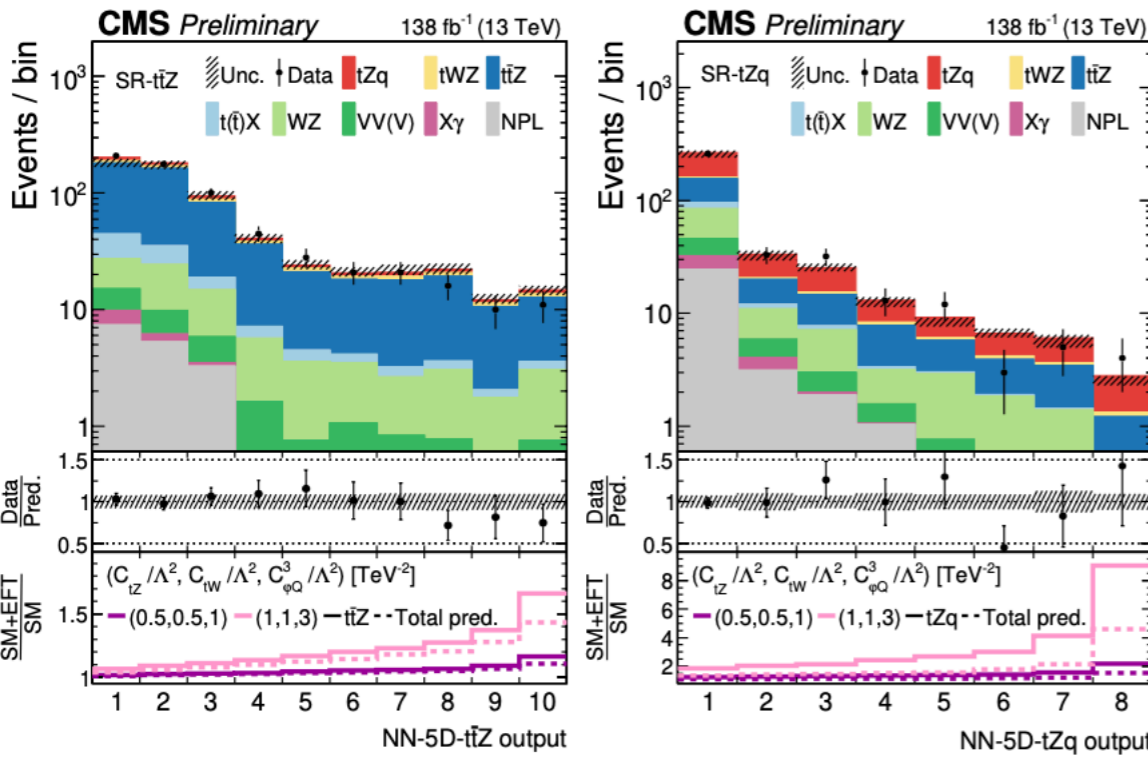 CMS Preliminary 138 fb⁻¹ (13 TeV)
Events / bin
SR-tt̄Z Unc. Data tZq tWZ tt̄Z
t(t̄)X WZ VV(V) Xγ NPL
10³
10²
10
1
Data
Pred.
1.5
1
0.5
SM+EFT
SM
(C_tZ /Λ², C_tW /Λ², C³_φQ /Λ²) [TeV⁻²]
(0.5,0.5,1) (1,1,3) tt̄Z Total pred.
1.5
1
1 2 3 4 5 6 7 8 9 10
NN-5D-tt̄Z output
CMS Preliminary 138 fb⁻¹ (13 TeV)
Events / bin
SR-tZq Unc. Data tZq tWZ tt̄Z
t(t̄)X WZ VV(V) Xγ NPL
10³
10²
10
1
Data
Pred.
1.5
1
0.5
SM+EFT
SM
(C_tZ /Λ², C_tW /Λ², C³_φQ /Λ²) [TeV⁻²]
(0.5,0.5,1) (1,1,3) tZq Total pred.
8
6
4
2
1 2 3 4 5 6 7 8
NN-5D-tZq output